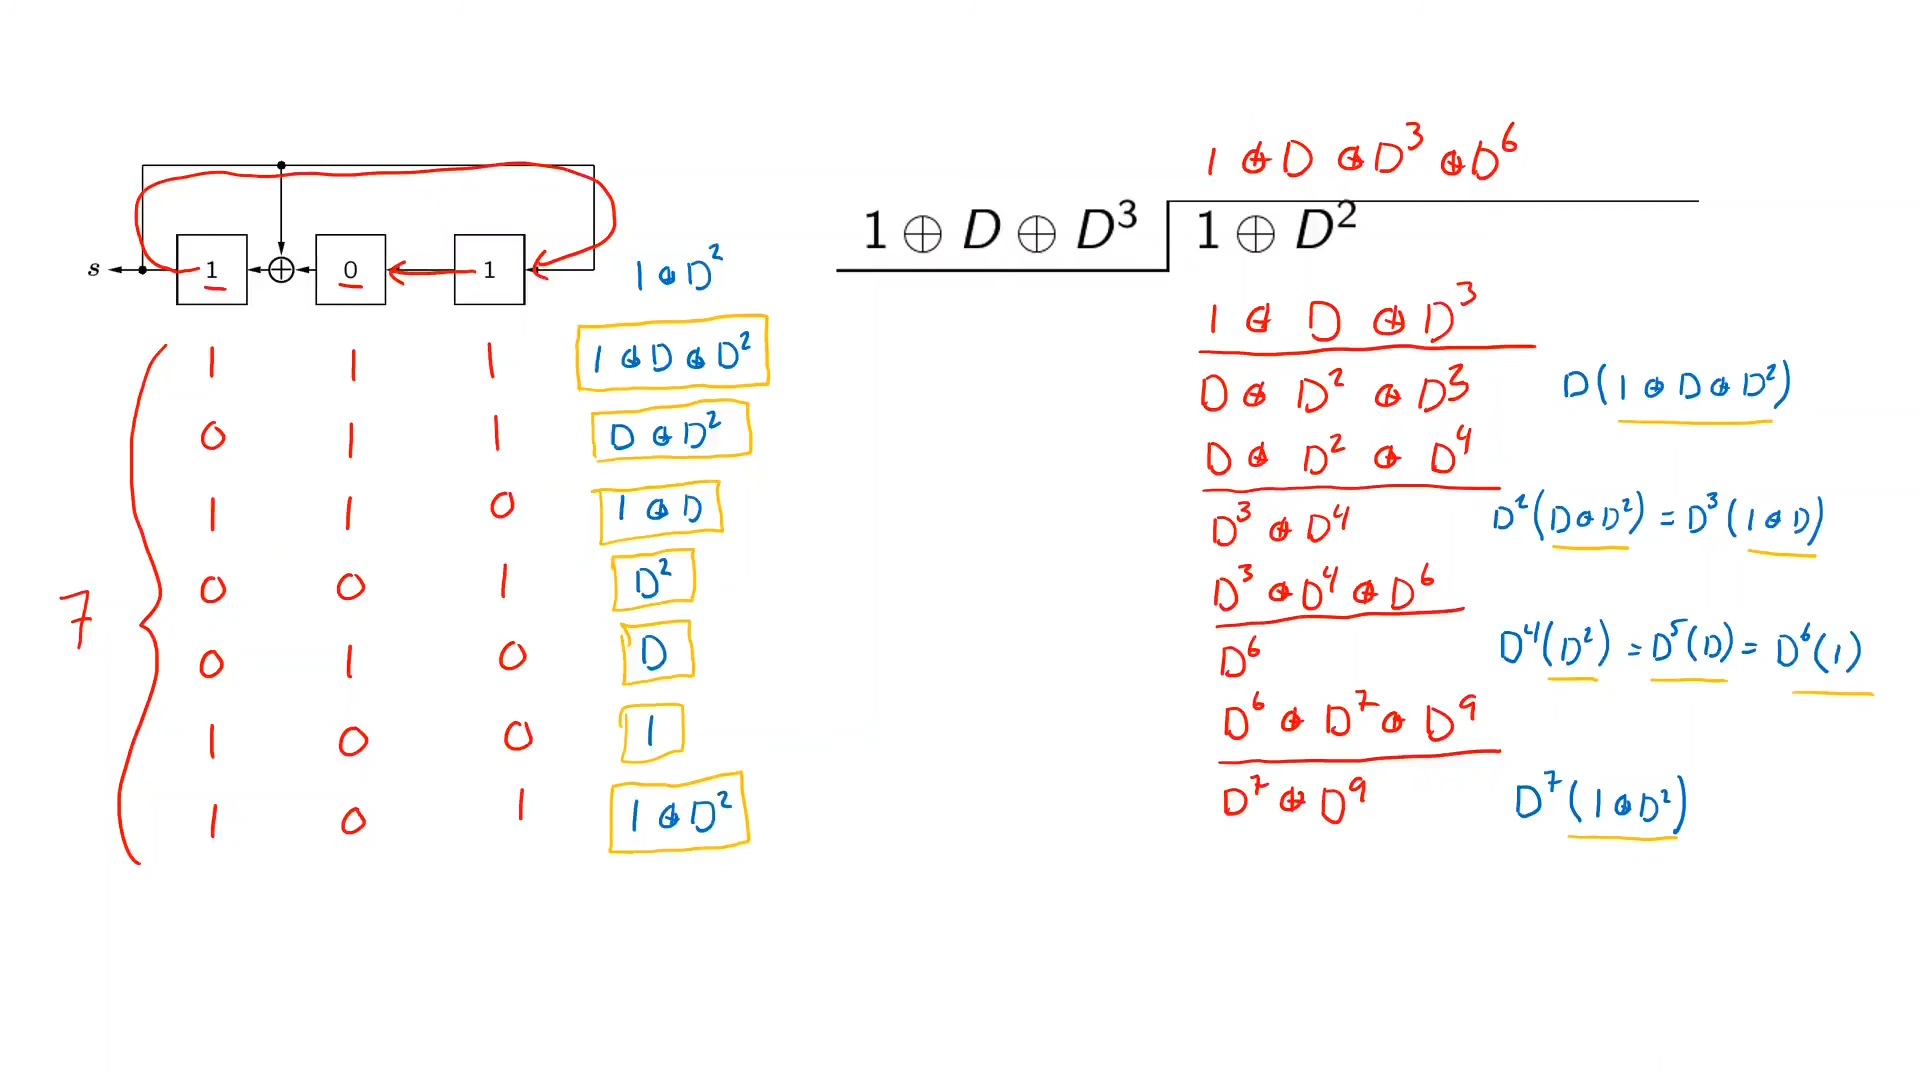 s 1 ⊕ 0 1
1 ⊕ D²
1 1 1 1 ⊕ D ⊕ D²
0 1 1 D ⊕ D²
1 1 0 1 ⊕ D
0 0 1 D²
7
0 1 0 D
1 0 0 1
1 0 1 1 ⊕ D²
1 ⊕ D ⊕ D³ ⊕ D⁶
1 ⊕ D ⊕ D³ 1 ⊕ D²
1 ⊕ D ⊕ D³
D ⊕ D² ⊕ D³ D(1 ⊕ D ⊕ D²)
D ⊕ D² ⊕ D⁴
D³ ⊕ D⁴ D²(D ⊕ D²) = D³(1 ⊕ D)
D³ ⊕ D⁴ ⊕ D⁶
D⁶ D⁴(D²) = D⁵(D) = D⁶(1)
D⁶ ⊕ D⁷ ⊕ D⁹
D⁷ ⊕ D⁹ D⁷(1 ⊕ D²)